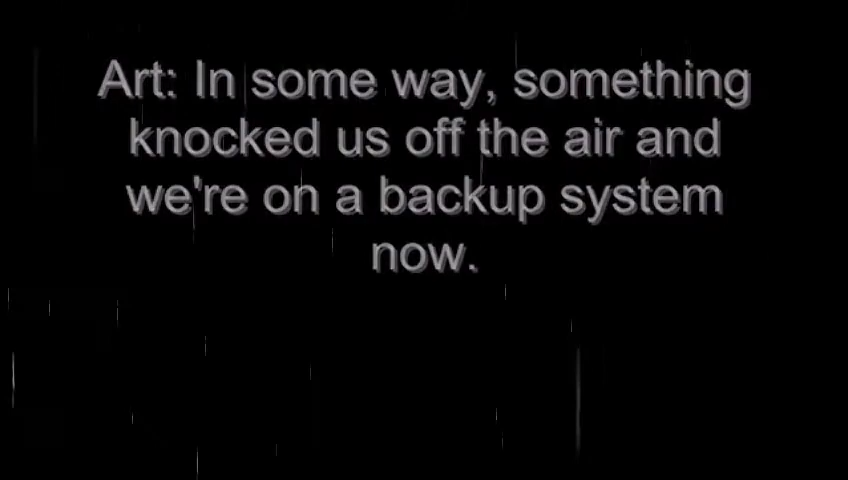 Art: In some way, something
knocked us off the air and
we're on a backup system
now.